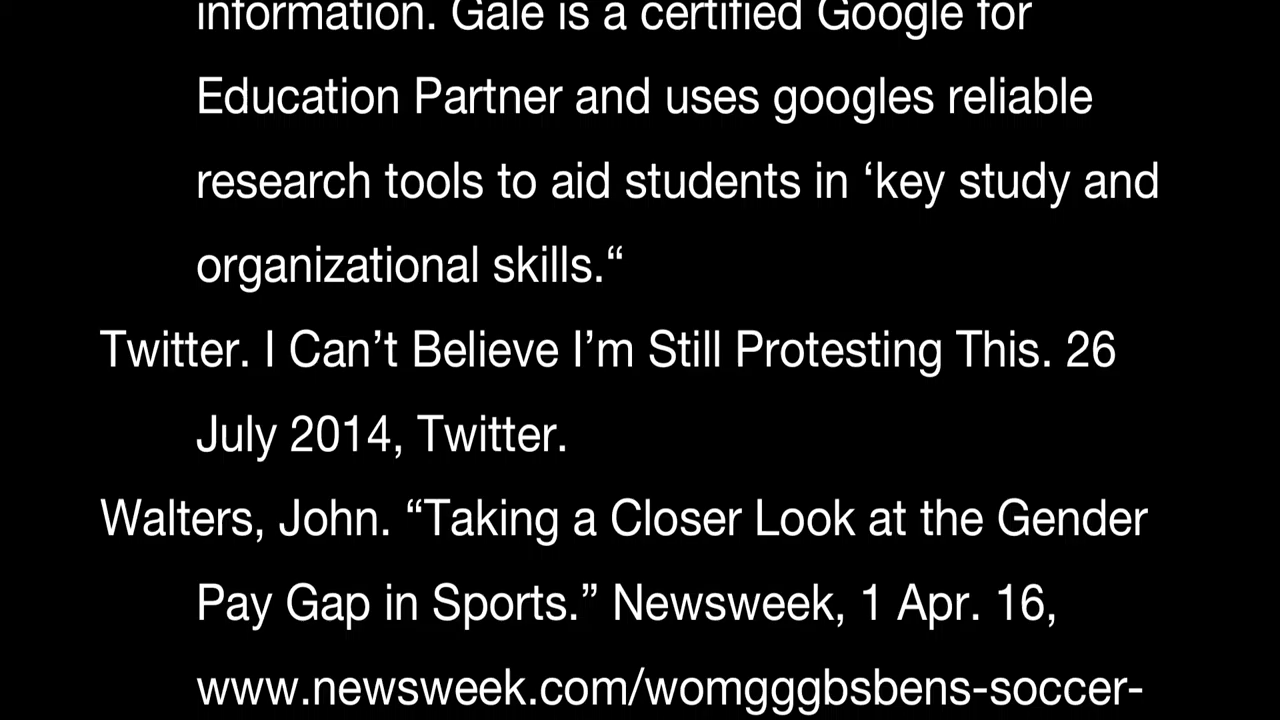 information. Gale is a certified Google for
Education Partner and uses googles reliable
research tools to aid students in ‘key study and
organizational skills.“
Twitter. I Can’t Believe I’m Still Protesting This. 26
July 2014, Twitter.
Walters, John. “Taking a Closer Look at the Gender
Pay Gap in Sports.” Newsweek, 1 Apr. 16,
www.newsweek.com/womgggbsbens-soccer-